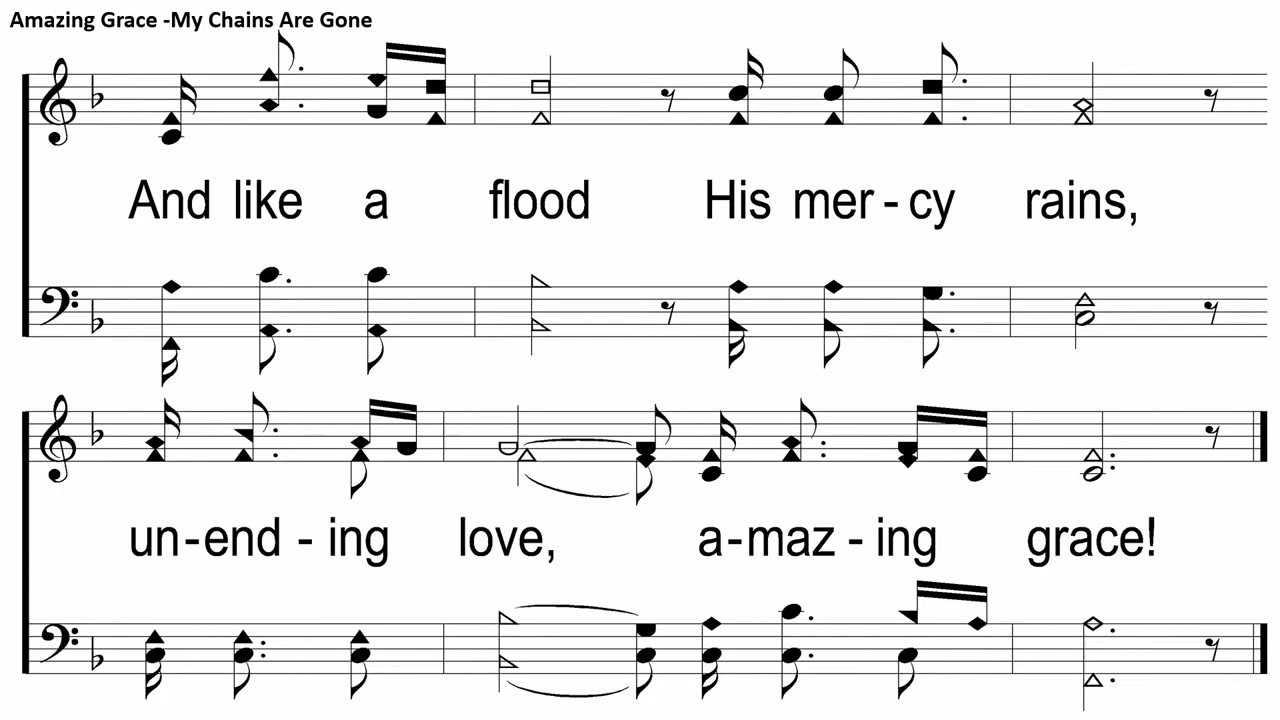 Amazing Grace -My Chains Are Gone
And like a flood His mer - cy rains,
un-end - ing love, a-maz - ing grace!